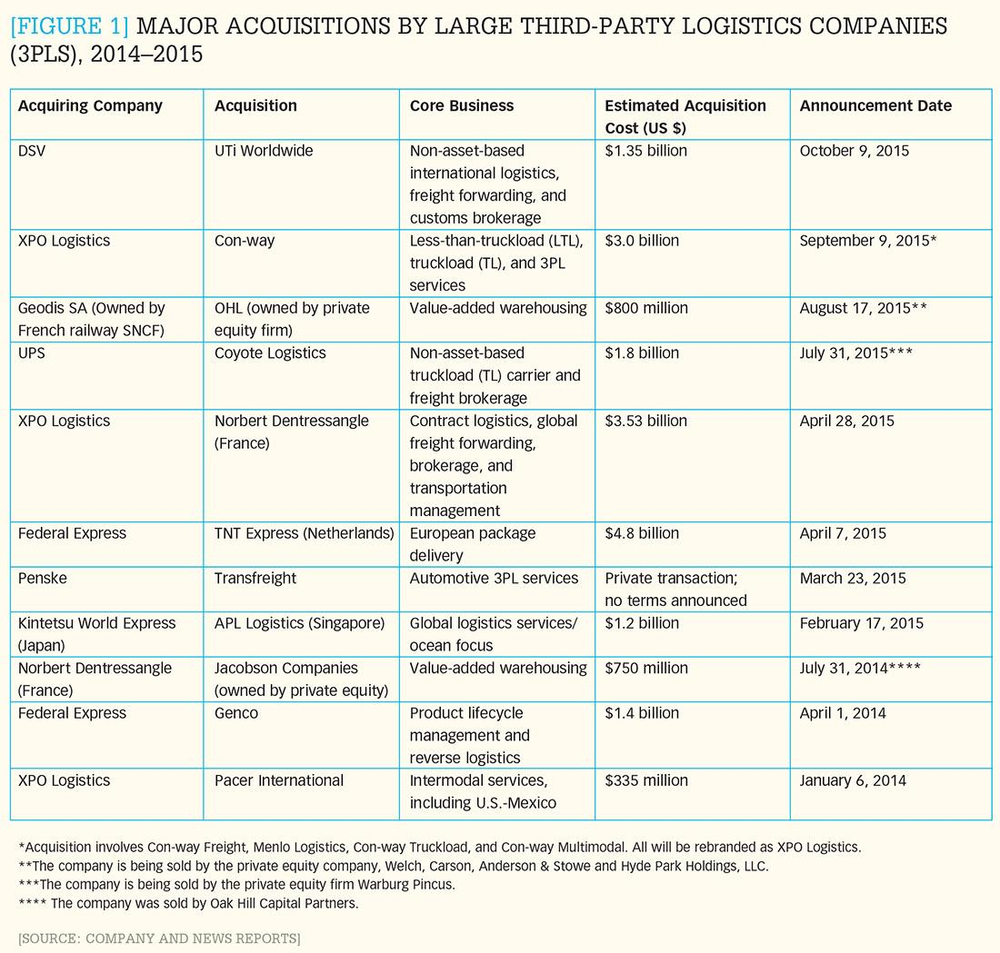 [FIGURE 1] MAJOR ACQUISITIONS BY LARGE THIRD-PARTY LOGISTICS COMPANIES
(3PLS), 2014–2015
Acquiring Company
Acquisition
Core Business
Estimated Acquisition
Cost (US $)
Announcement Date
DSV
UTi Worldwide
Non-asset-based
international logistics,
freight forwarding, and
customs brokerage
$1.35 billion
October 9, 2015
XPO Logistics
Con-way
Less-than-truckload (LTL),
truckload (TL), and 3PL
services
$3.0 billion
September 9, 2015*
Geodis SA (Owned by
French railway SNCF)
OHL (owned by private
equity firm)
Value-added warehousing
$800 million
August 17, 2015**
UPS
Coyote Logistics
Non-asset-based
truckload (TL) carrier and
freight brokerage
$1.8 billion
July 31, 2015***
XPO Logistics
Norbert Dentressangle
(France)
Contract logistics, global
freight forwarding,
brokerage, and
transportation
management
$3.53 billion
April 28, 2015
Federal Express
TNT Express (Netherlands)
European package
delivery
$4.8 billion
April 7, 2015
Penske
Transfreight
Automotive 3PL services
Private transaction;
no terms announced
March 23, 2015
Kintetsu World Express
(Japan)
APL Logistics (Singapore)
Global logistics services/
ocean focus
$1.2 billion
February 17, 2015
Norbert Dentressangle
(France)
Jacobson Companies
(owned by private equity)
Value-added warehousing
$750 million
July 31, 2014****
Federal Express
Genco
Product lifecycle
management and
reverse logistics
$1.4 billion
April 1, 2014
XPO Logistics
Pacer International
Intermodal services,
including U.S.-Mexico
$335 million
January 6, 2014
*Acquisition involves Con-way Freight, Menlo Logistics, Con-way Truckload, and Con-way Multimodal. All will be rebranded as XPO Logistics.
**The company is being sold by the private equity company, Welch, Carson, Anderson & Stowe and Hyde Park Holdings, LLC.
***The company is being sold by the private equity firm Warburg Pincus.
**** The company was sold by Oak Hill Capital Partners.
[SOURCE: COMPANY AND NEWS REPORTS]